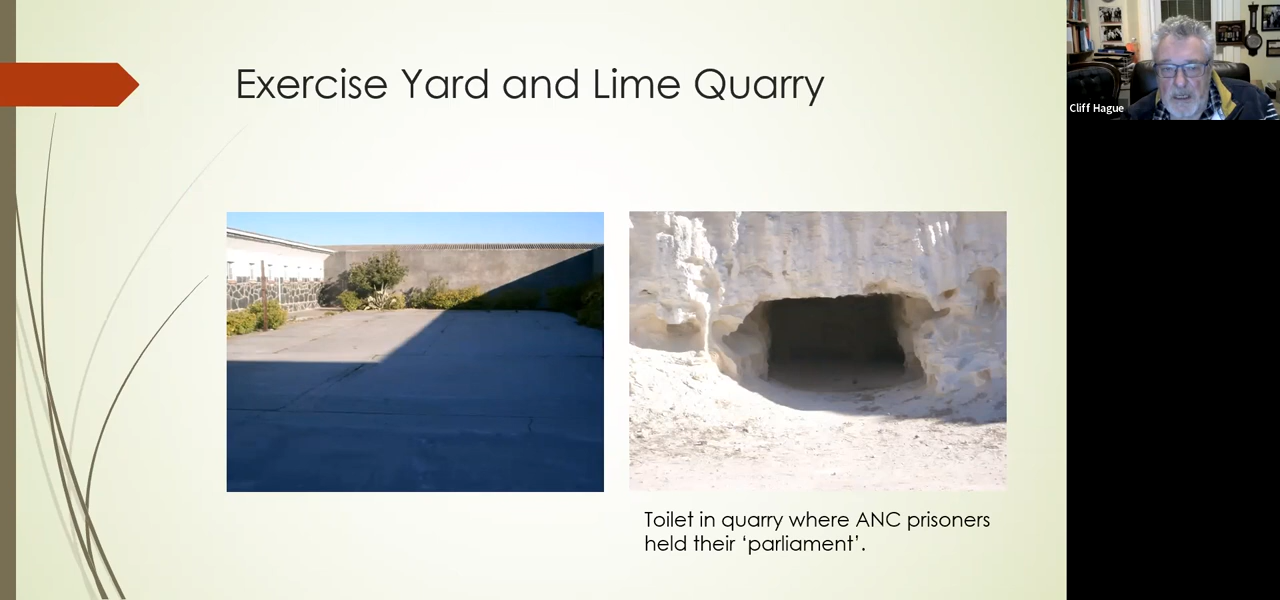 Exercise Yard and Lime Quarry
Cliff Hague
Toilet in quarry where ANC prisoners
held their ‘parliament’.